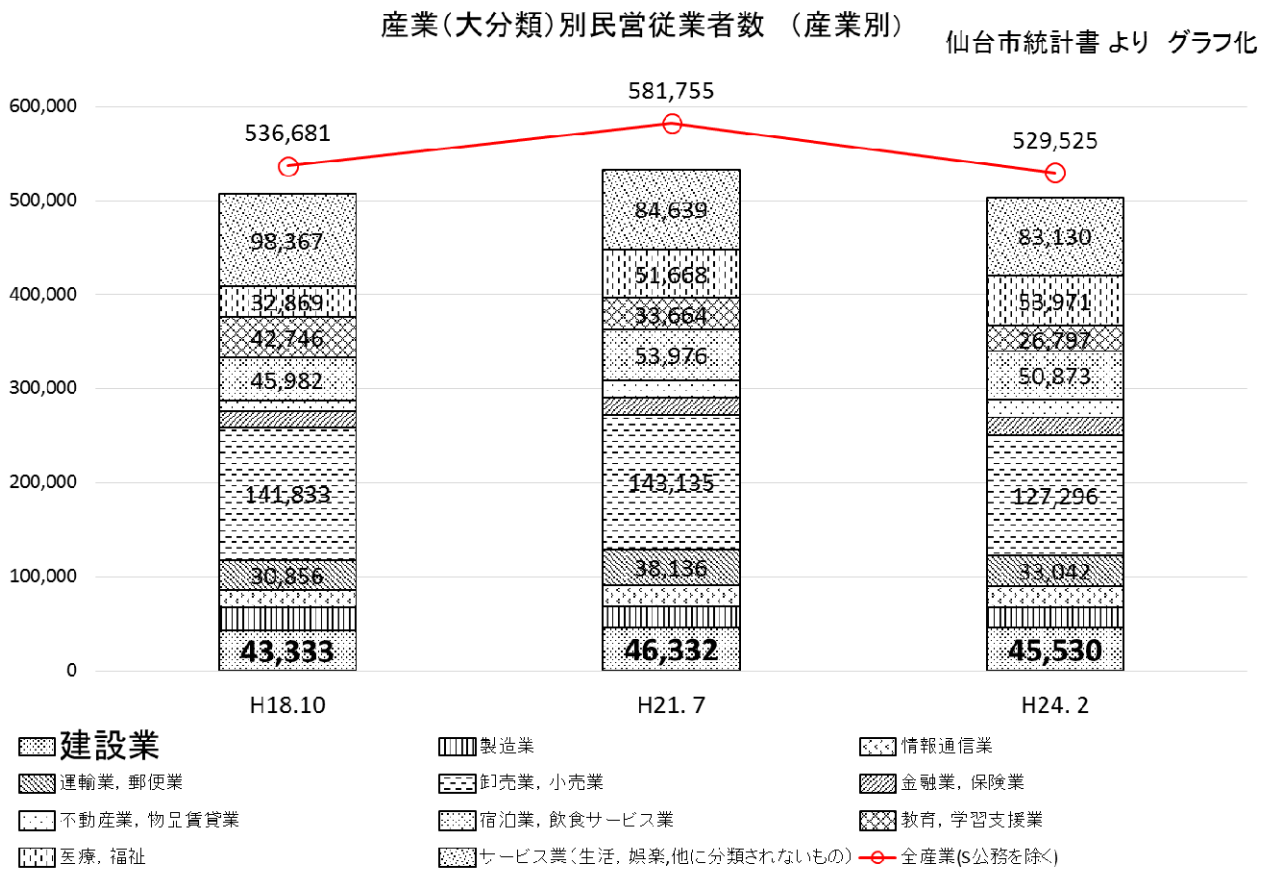 産業(大分類)別民営従業者数 (産業別)
仙台市統計書 より グラフ化
600,000
500,000
400,000
300,000
200,000
100,000
0
536,681
581,755
529,525
98,367
84,639
83,130
32,869
51,668
53,971
42,746
33,664
26,797
45,982
53,976
50,873
141,833
143,135
127,296
30,856
38,136
33,042
43,333
46,332
45,530
H18.10
H21. 7
H24. 2
建設業
製造業
情報通信業
運輸業, 郵便業
卸売業, 小売業
金融業, 保険業
不動産業, 物品賃貸業
宿泊業, 飲食サービス業
教育, 学習支援業
医療, 福祉
サービス業(生活, 娯楽,他に分類されないもの)
全産業(S公務を除く)